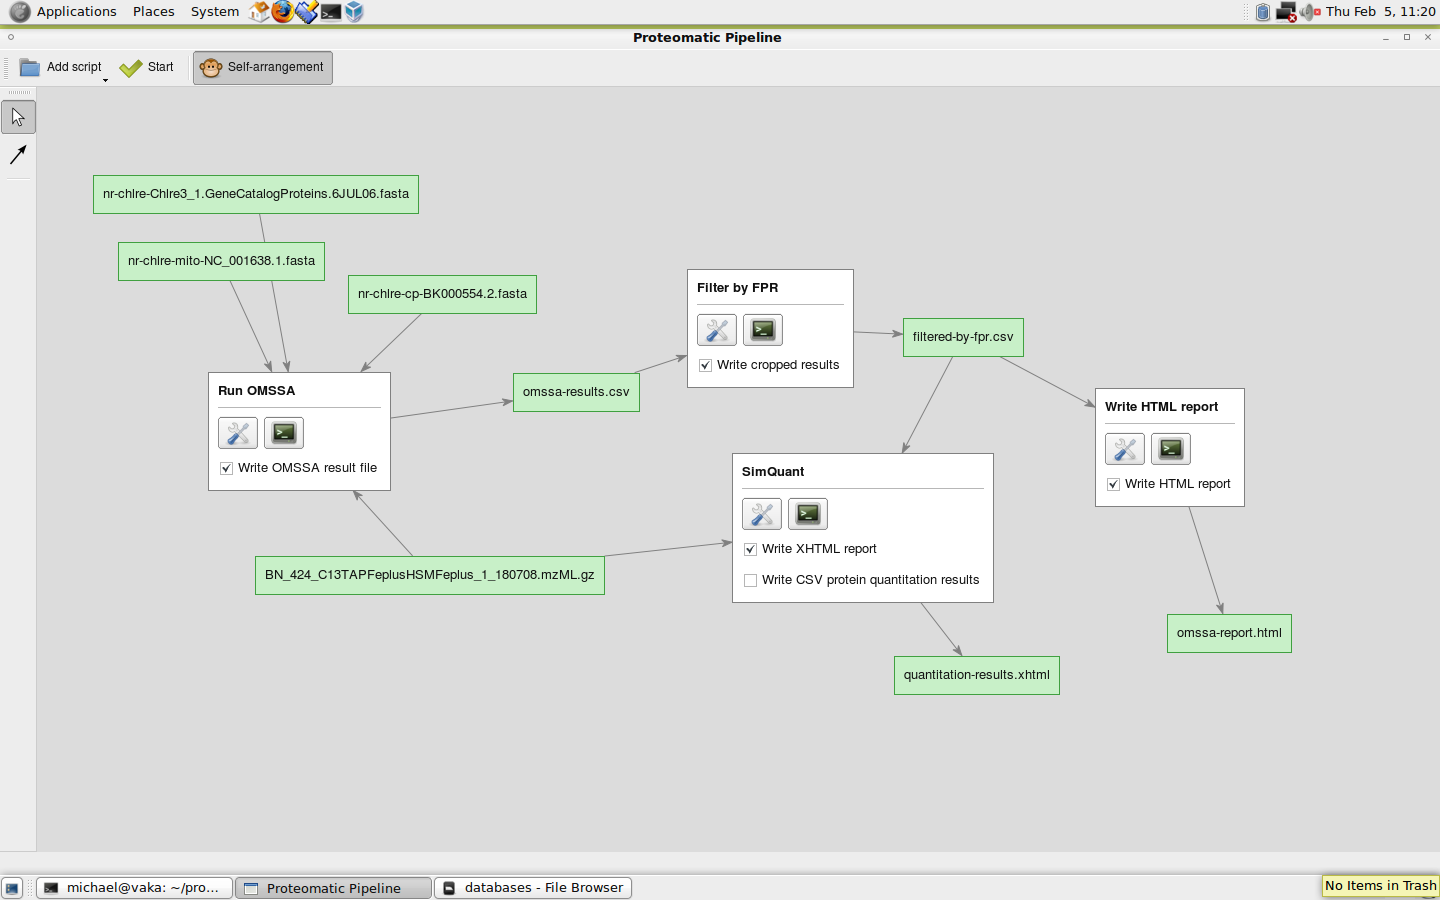 Applications Places System Thu Feb 5, 11:20
Proteomatic Pipeline
Add script Start Self-arrangement
nr-chlre-Chlre3_1.GeneCatalogProteins.6JUL06.fasta
nr-chlre-mito-NC_001638.1.fasta
nr-chlre-cp-BK000554.2.fasta
Run OMSSA
Write OMSSA result file
omssa-results.csv
Filter by FPR
Write cropped results
filtered-by-fpr.csv
Write HTML report
Write HTML report
SimQuant
Write XHTML report
Write CSV protein quantitation results
BN_424_C13TAPFeplusHSMFeplus_1_180708.mzML.gz
omssa-report.html
quantitation-results.xhtml
michael@vaka: ~/pro... Proteomatic Pipeline databases - File Browser No Items in Trash